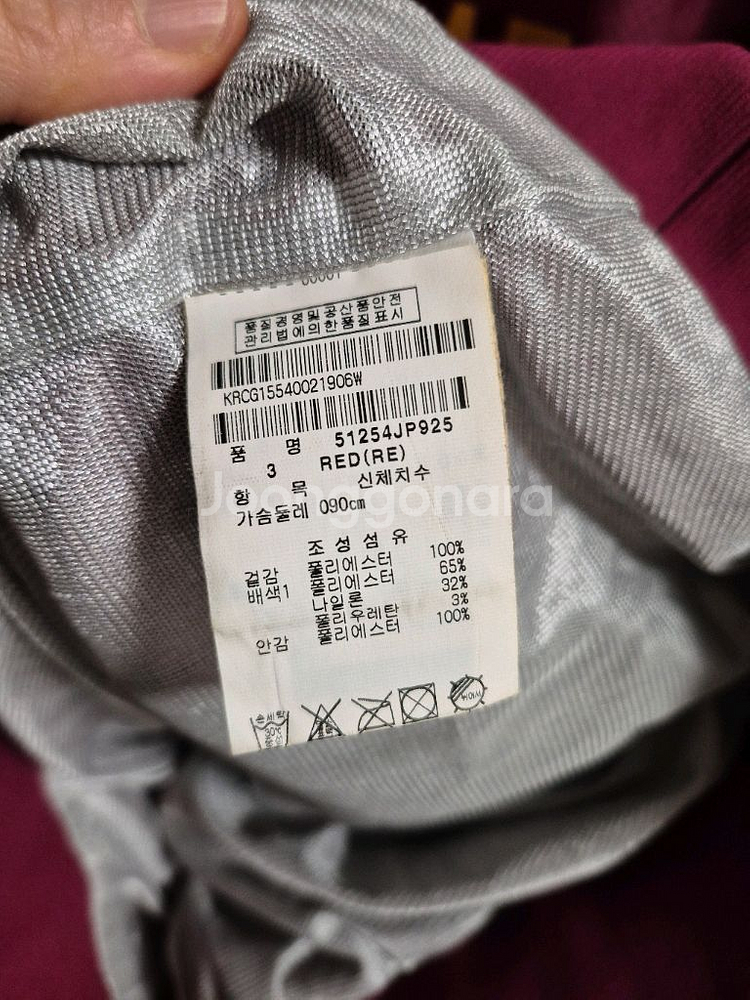 품질경영및공산품안전
관리법에의한품질표시
KRCG15540021906W
품 명 51254JP925
3 RED(RE)
항 목 신체치수
가슴둘레 090cm
조성섬유
겉감 폴리에스터 100%
배색1 폴리에스터 65%
나일론 32%
폴리우레탄 3%
안감 폴리에스터 100%
손세탁
30℃
Joonggonara